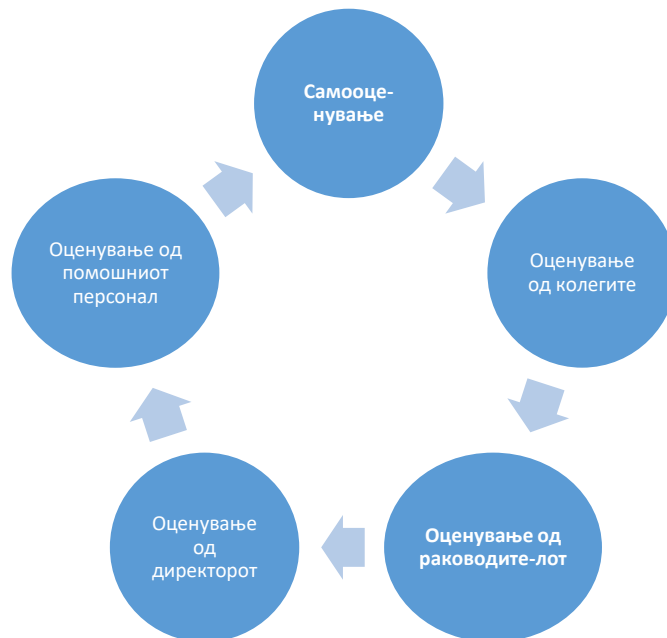 Самооце-
нување
Оценување
од колегите
Оценување од
раководите-лот
Оценување
од
директорот
Оценување од
помошниот
персонал